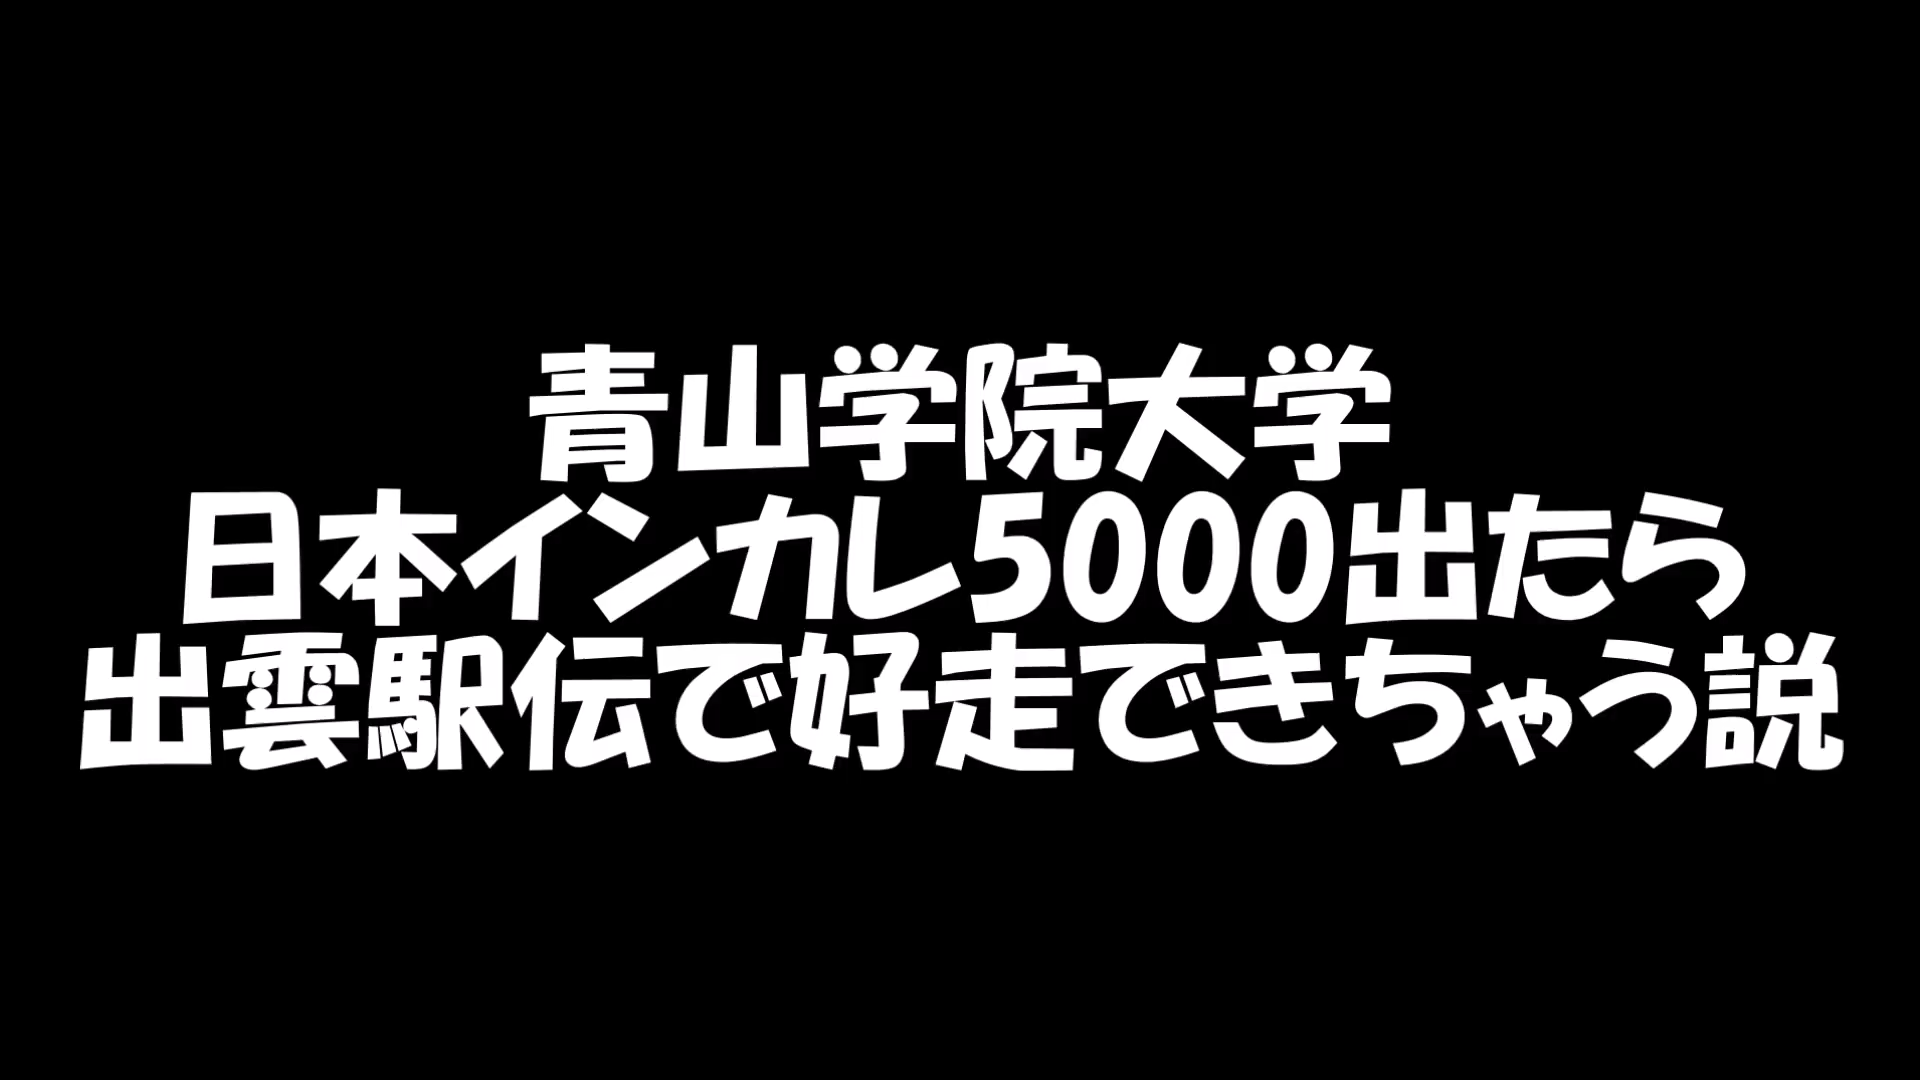 青山学院大学
日本インカレ5000出たら
出雲駅伝で好走できちゃう説